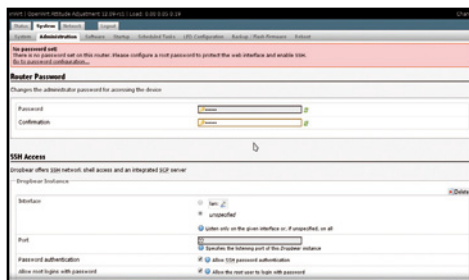 OpenWrt | OpenWrt Attitude Adjustment 12.09-rc1 | Load: 0.00 0.01 0.19
Status System Network Logout
System Administration Software Startup Scheduled Tasks LED Configuration Backup / Flash Firmware Reboot
No password set!
There is no password set on this router. Please configure a root password to protect the web interface and enable SSH.
Go to password configuration...
Router Password
Changes the administrator password for accessing the device
Password
Confirmation
SSH Access
Dropbear offers SSH network shell access and an integrated SCP server
Dropbear Instance
Delete
Interface lan:
unspecified
Listen only on the given interface or, if unspecified, on all
Port
Specifies the listening port of this Dropbear instance
Password authentication Allow SSH password authentication
Allow root logins with password Allow the root user to login with password